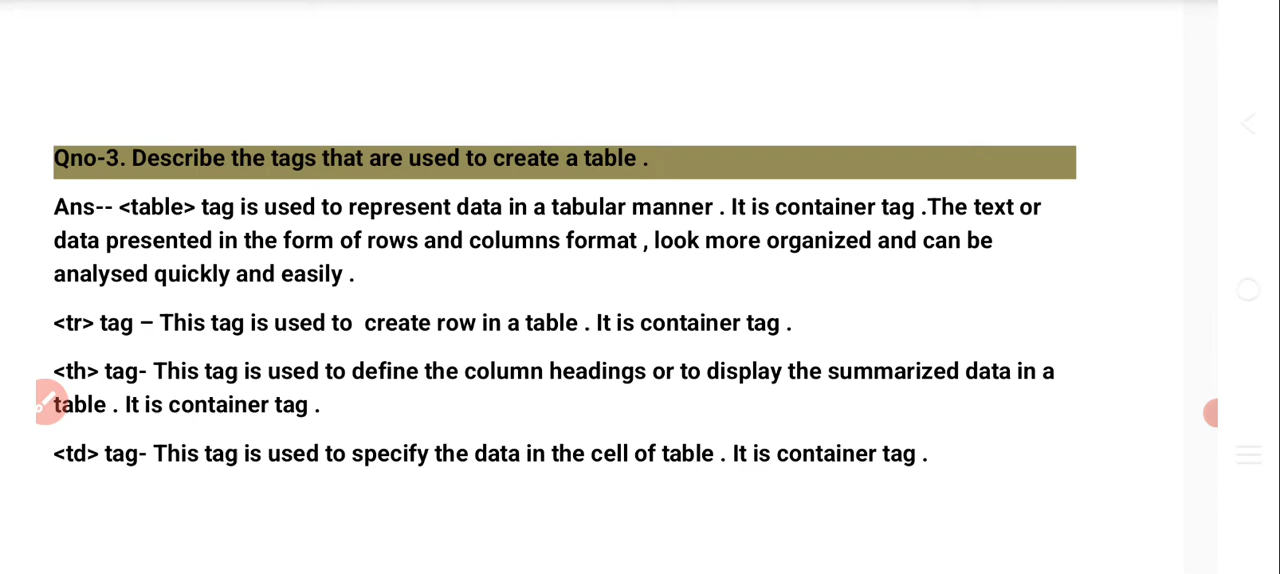 Qno-3. Describe the tags that are used to create a table .
Ans-- <table> tag is used to represent data in a tabular manner . It is container tag .The text or
data presented in the form of rows and columns format , look more organized and can be
analysed quickly and easily .
<tr> tag – This tag is used to  create row in a table . It is container tag .
<th> tag- This tag is used to define the column headings or to display the summarized data in a
table . It is container tag .
<td> tag- This tag is used to specify the data in the cell of table . It is container tag .